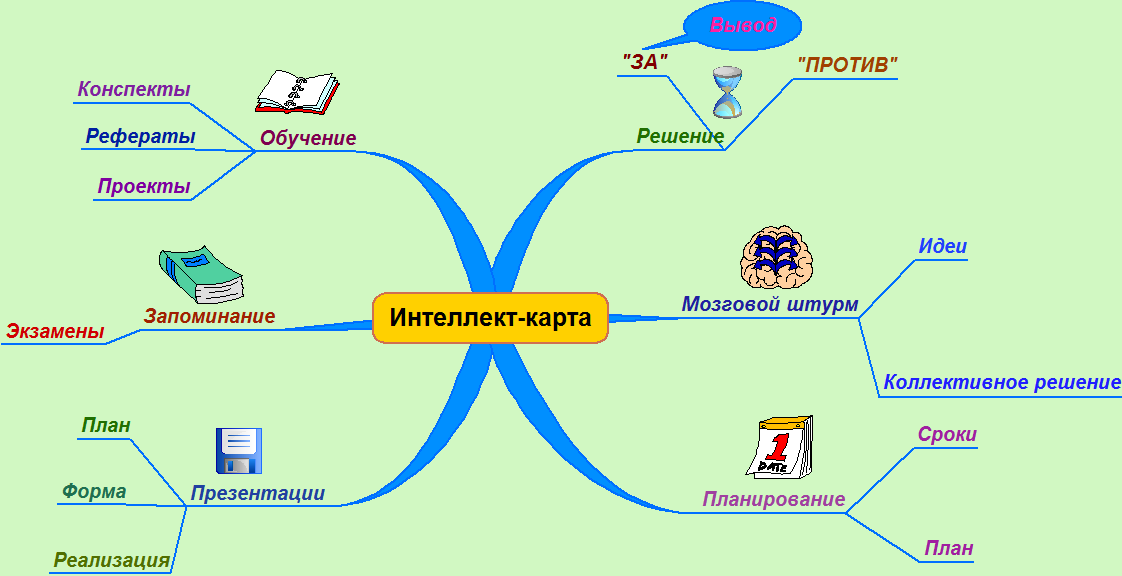 Вывод
"ЗА"
"ПРОТИВ"
Решение
Конспекты
Рефераты
Проекты
Обучение
Идеи
Мозговой штурм
Коллективное решение
Запоминание
Экзамены
Интеллект-карта
План
Форма
Реализация
Презентации
Сроки
1
DATE
Планирование
План